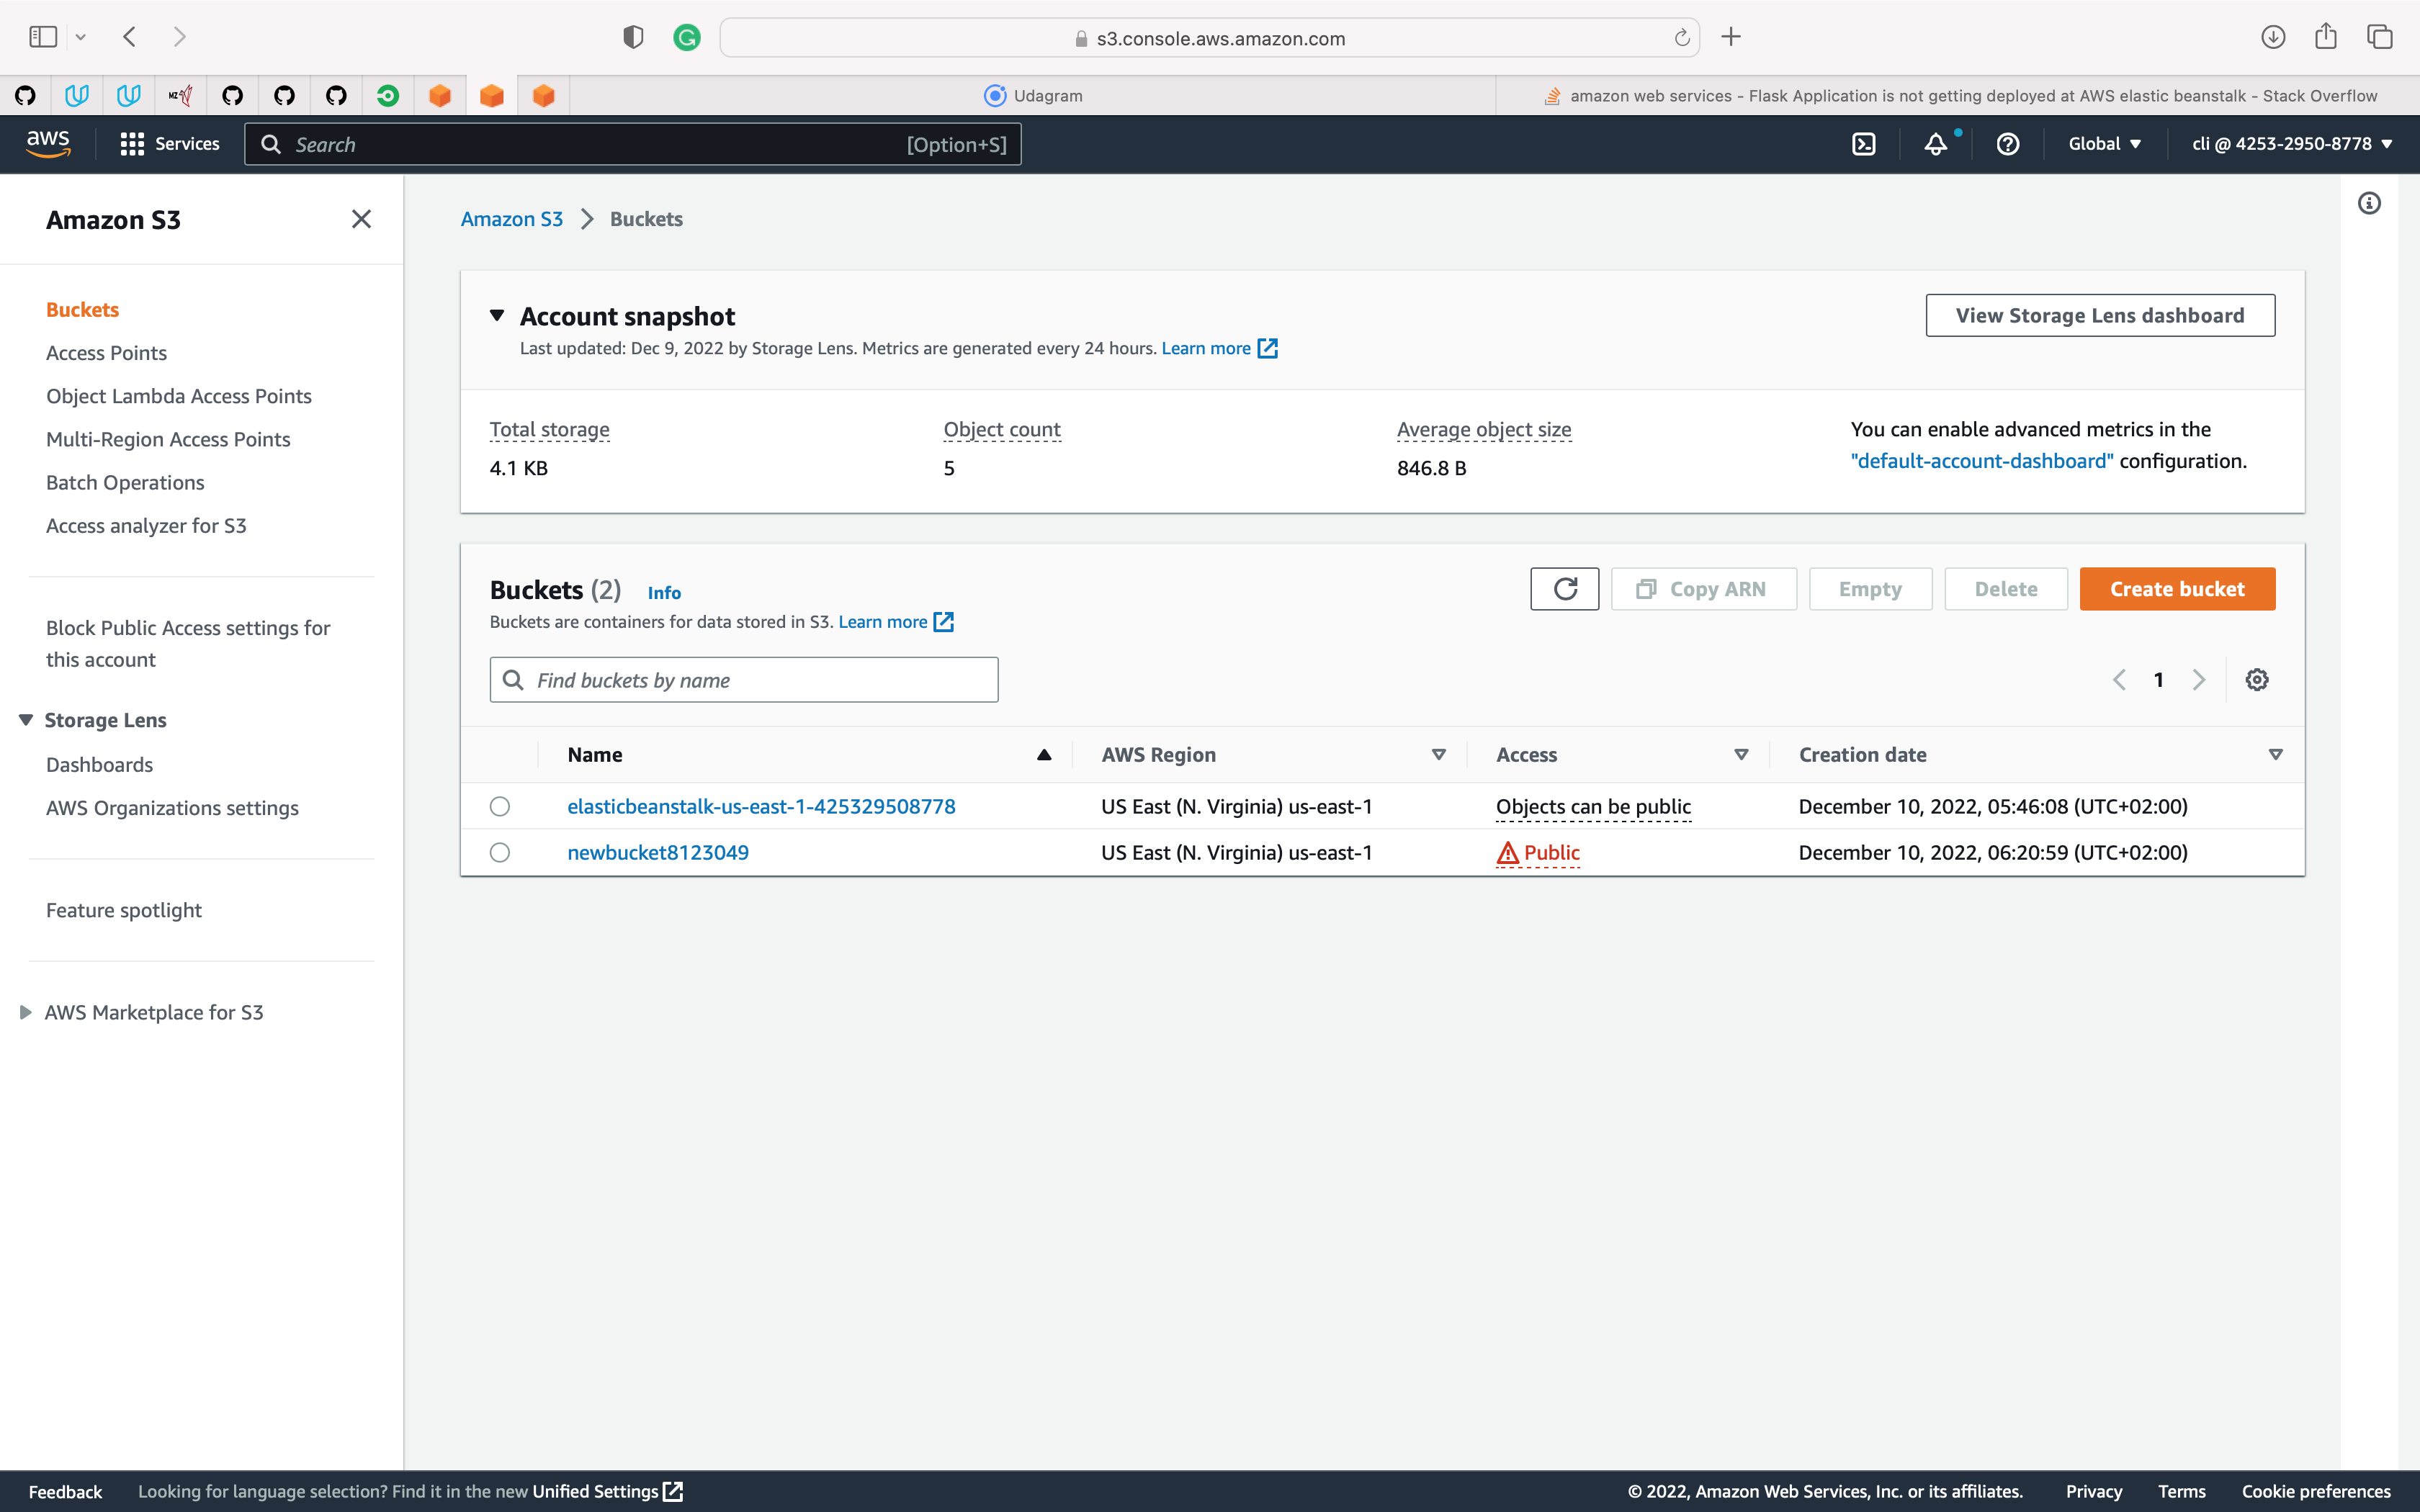 s3.console.aws.amazon.com
MZ
Udagram
amazon web services - Flask Application is not getting deployed at AWS elastic beanstalk - Stack Overflow
aws
Services
Search
[Option+S]
Global
cli @ 4253-2950-8778
Amazon S3
Buckets
Access Points
Object Lambda Access Points
Multi-Region Access Points
Batch Operations
Access analyzer for S3
Block Public Access settings for
this account
Storage Lens
Dashboards
AWS Organizations settings
Feature spotlight
AWS Marketplace for S3
Amazon S3 > Buckets
Account snapshot
Last updated: Dec 9, 2022 by Storage Lens. Metrics are generated every 24 hours. Learn more
View Storage Lens dashboard
Total storage
4.1 KB
Object count
5
Average object size
846.8 B
You can enable advanced metrics in the
"default-account-dashboard" configuration.
Buckets (2) Info
Buckets are containers for data stored in S3. Learn more
Copy ARN
Empty
Delete
Create bucket
Find buckets by name
1
Name AWS Region Access Creation date
elasticbeanstalk-us-east-1-425329508778 US East (N. Virginia) us-east-1 Objects can be public December 10, 2022, 05:46:08 (UTC+02:00)
newbucket8123049 US East (N. Virginia) us-east-1 Public December 10, 2022, 06:20:59 (UTC+02:00)
Feedback Looking for language selection? Find it in the new Unified Settings © 2022, Amazon Web Services, Inc. or its affiliates. Privacy Terms Cookie preferences